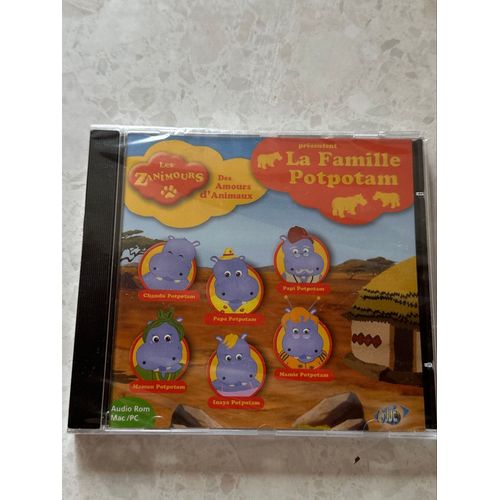 Les
ZANIMOURS
Des
Amours
d'Animaux
présentent
La Famille
Potpotam
Chandu Potpotam
Papa Potpotam
Papi Potpotam
Maman Potpotam
Inaya Potpotam
Mamie Potpotam
Audio Rom
Mac /PC